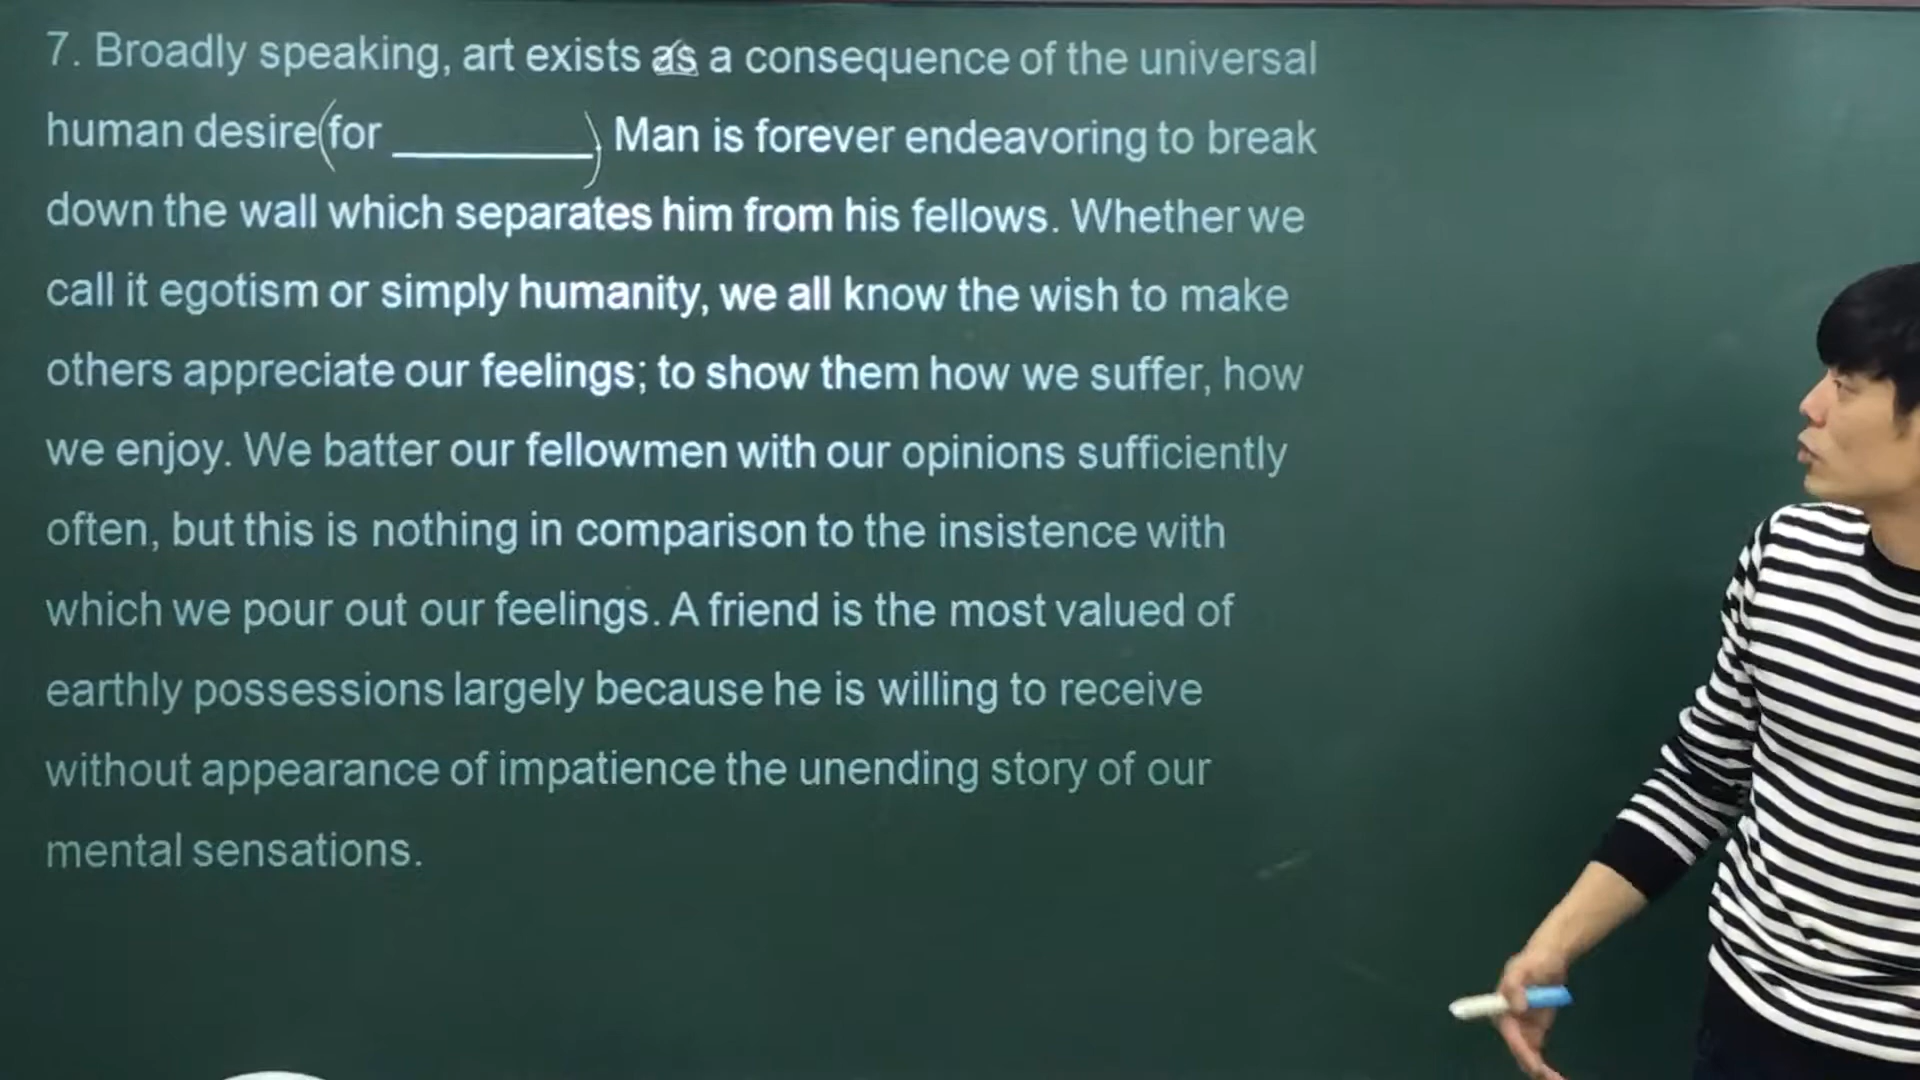 7. Broadly speaking, art exists as a consequence of the universal
human desire(for __________). Man is forever endeavoring to break
down the wall which separates him from his fellows. Whether we
call it egotism or simply humanity, we all know the wish to make
others appreciate our feelings; to show them how we suffer, how
we enjoy. We batter our fellowmen with our opinions sufficiently
often, but this is nothing in comparison to the insistence with
which we pour out our feelings. A friend is the most valued of
earthly possessions largely because he is willing to receive
without appearance of impatience the unending story of our
mental sensations.